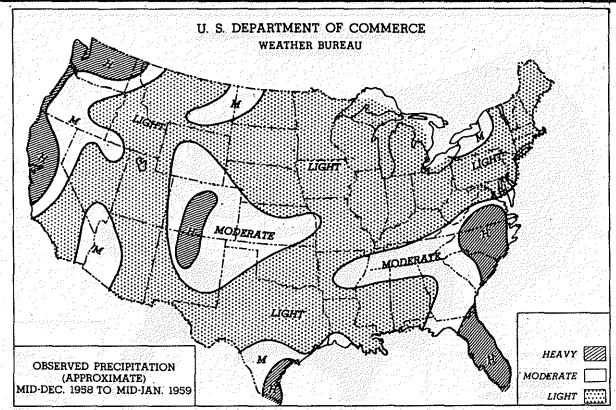 U. S. DEPARTMENT OF COMMERCE
WEATHER BUREAU
H
M
M
LIGHT
M
LIGHT
LIGHT
H
H
MODERATE
H
M
MODERATE
LIGHT
M
H
H
OBSERVED PRECIPITATION
(APPROXIMATE)
MID-DEC. 1958 TO MID-JAN. 1959
HEAVY
MODERATE
LIGHT